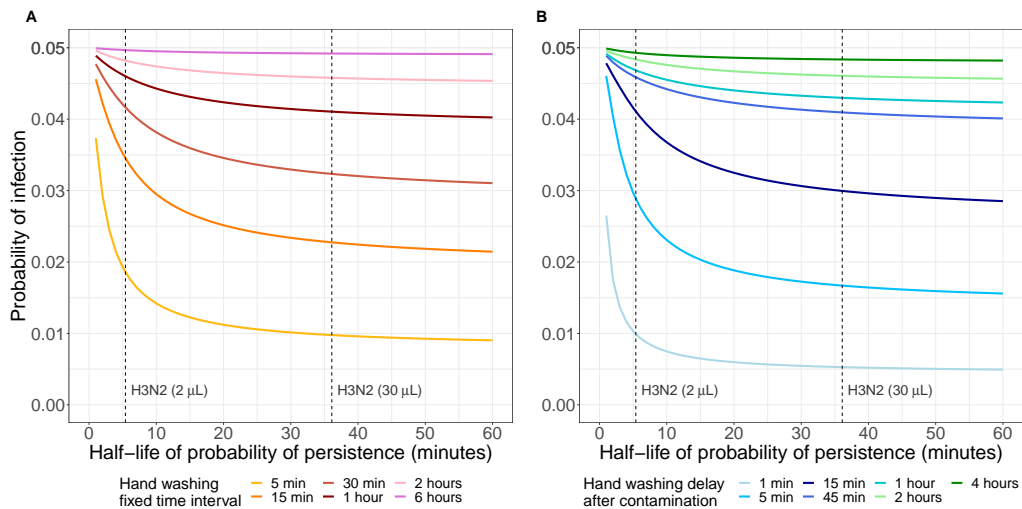 A
B
Probability of infection
0.05
0.04
0.03
0.02
0.01
0.00
H3N2 (2 μL)
H3N2 (30 μL)
0 10 20 30 40 50 60
Half−life of probability of persistence (minutes)
Hand washing
fixed time interval
5 min
15 min
30 min
1 hour
2 hours
6 hours
0.05
0.04
0.03
0.02
0.01
0.00
H3N2 (2 μL)
H3N2 (30 μL)
0 10 20 30 40 50 60
Half−life of probability of persistence (minutes)
Hand washing delay
after contamination
1 min
5 min
15 min
45 min
1 hour
2 hours
4 hours